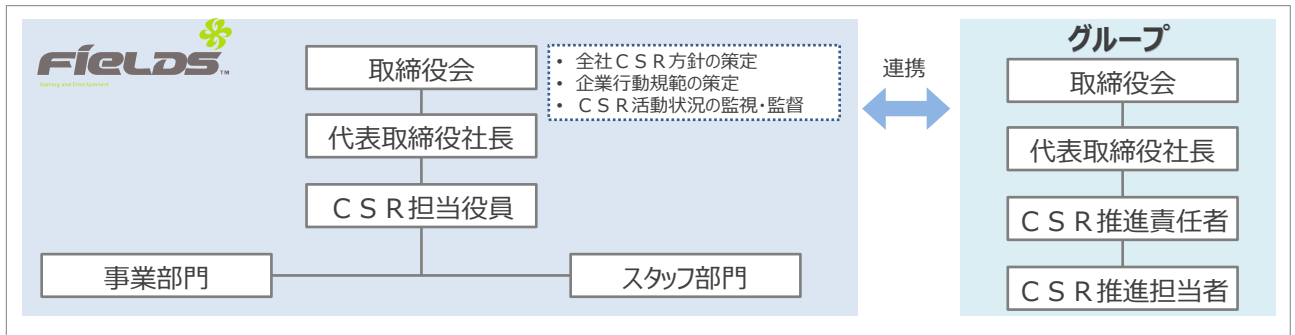 FIELDS™
取締役会
・ 全社ＣＳＲ方針の策定
・ 企業行動規範の策定
・ ＣＳＲ活動状況の監視・監督
代表取締役社長
ＣＳＲ担当役員
事業部門
スタッフ部門
連携
グループ
取締役会
代表取締役社長
ＣＳＲ推進責任者
ＣＳＲ推進担当者